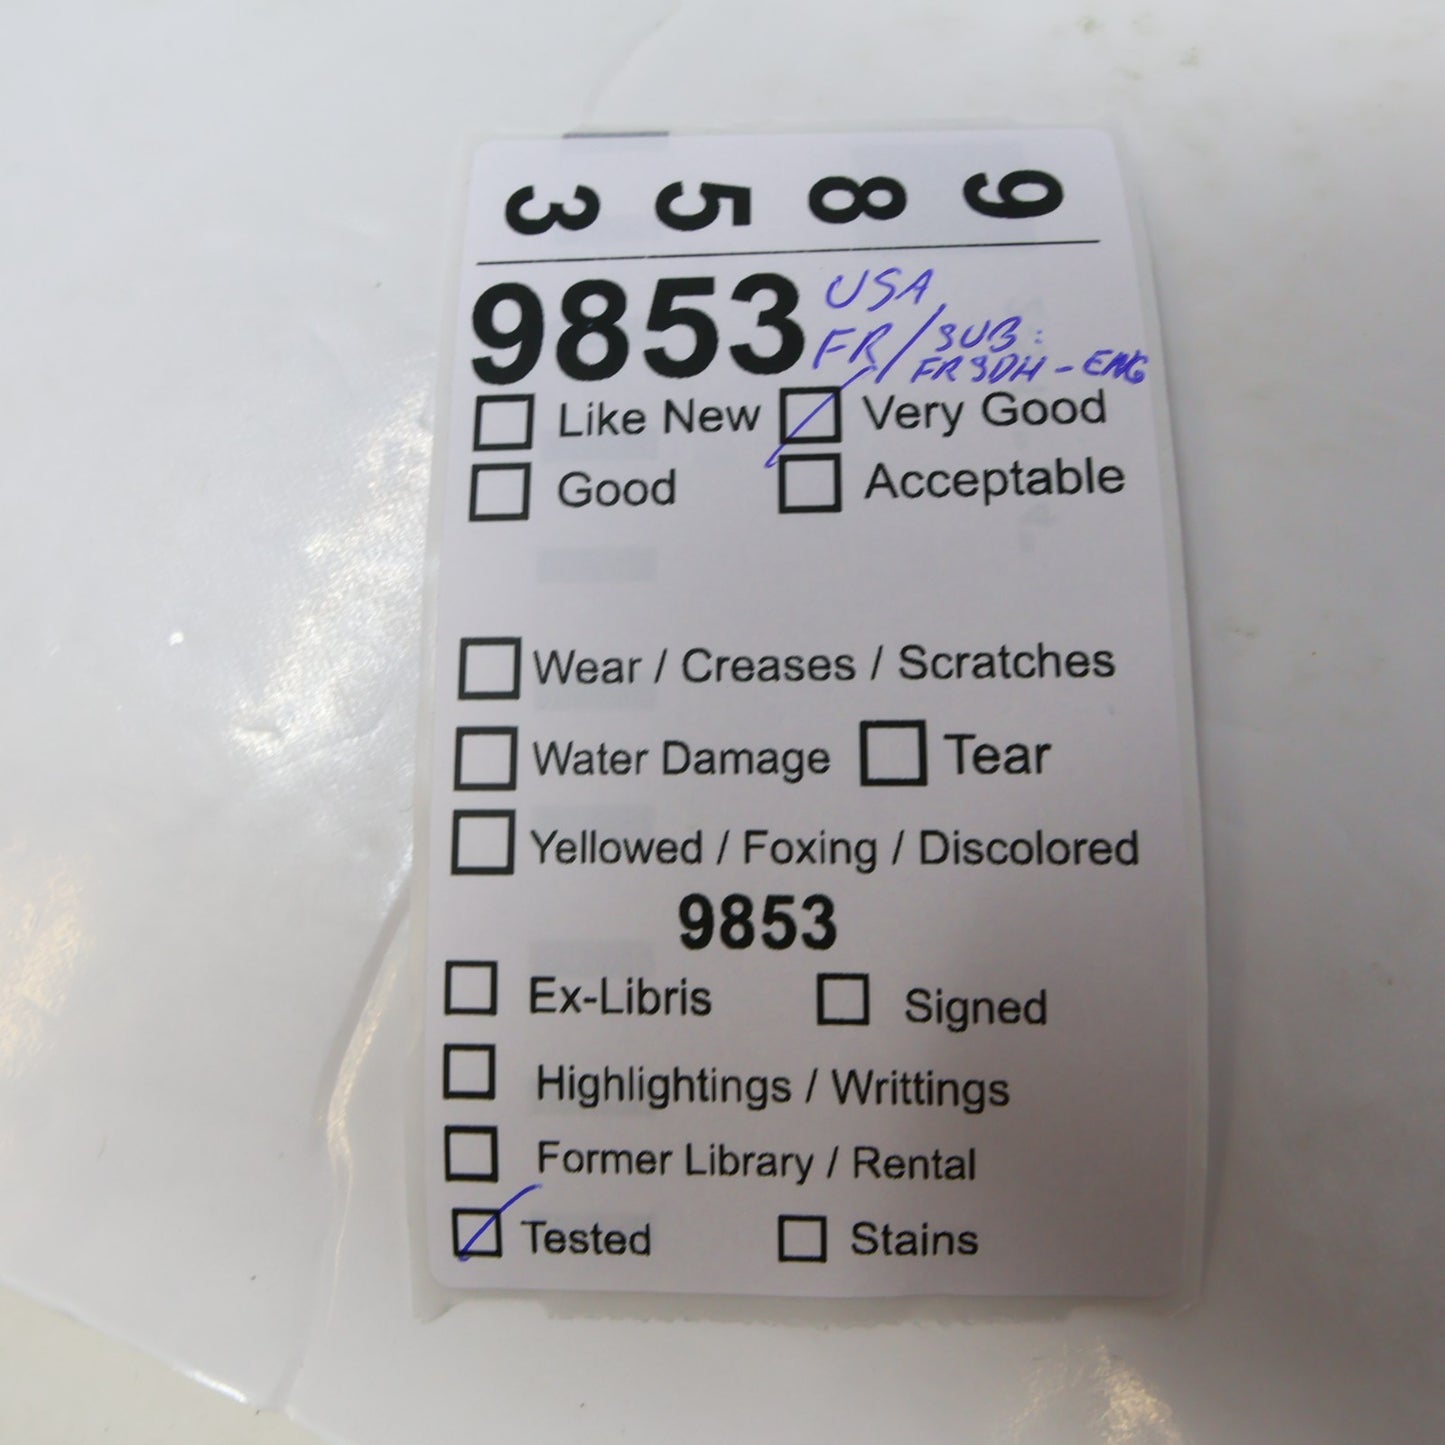 9 8 5 3
9853 USA
FR / SUB:
FR SDH - ENG
Like New Very Good
Good Acceptable
Wear / Creases / Scratches
Water Damage Tear
Yellowed / Foxing / Discolored
9853
Ex-Libris Signed
Highlightings / Writtings
Former Library / Rental
Tested Stains